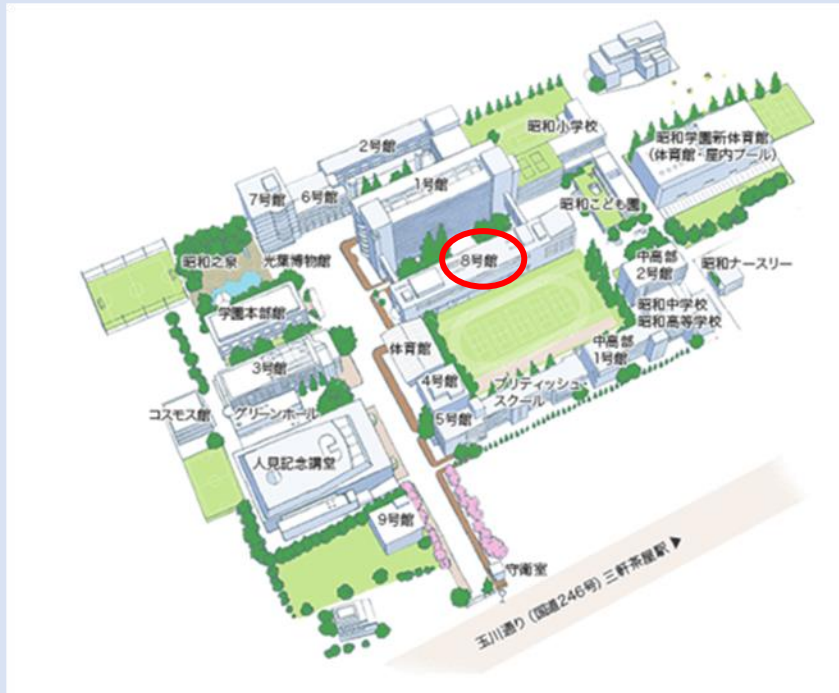 昭和小学校
昭和学園新体育館
(体育館・屋内プール)
2号館
1号館
6号館
7号館
昭和こども園
8号館
昭和之泉
光葉博物館
中高部
2号館
昭和ナースリー
学園本部館
昭和中学校
昭和高等学校
体育館
中高部
1号館
3号館
4号館
ブリティッシュ・
スクール
コスモス館
グリーンホール
5号館
人見記念講堂
9号館
守衛室
玉川通り (国道246号) 三軒茶屋駅 ▶